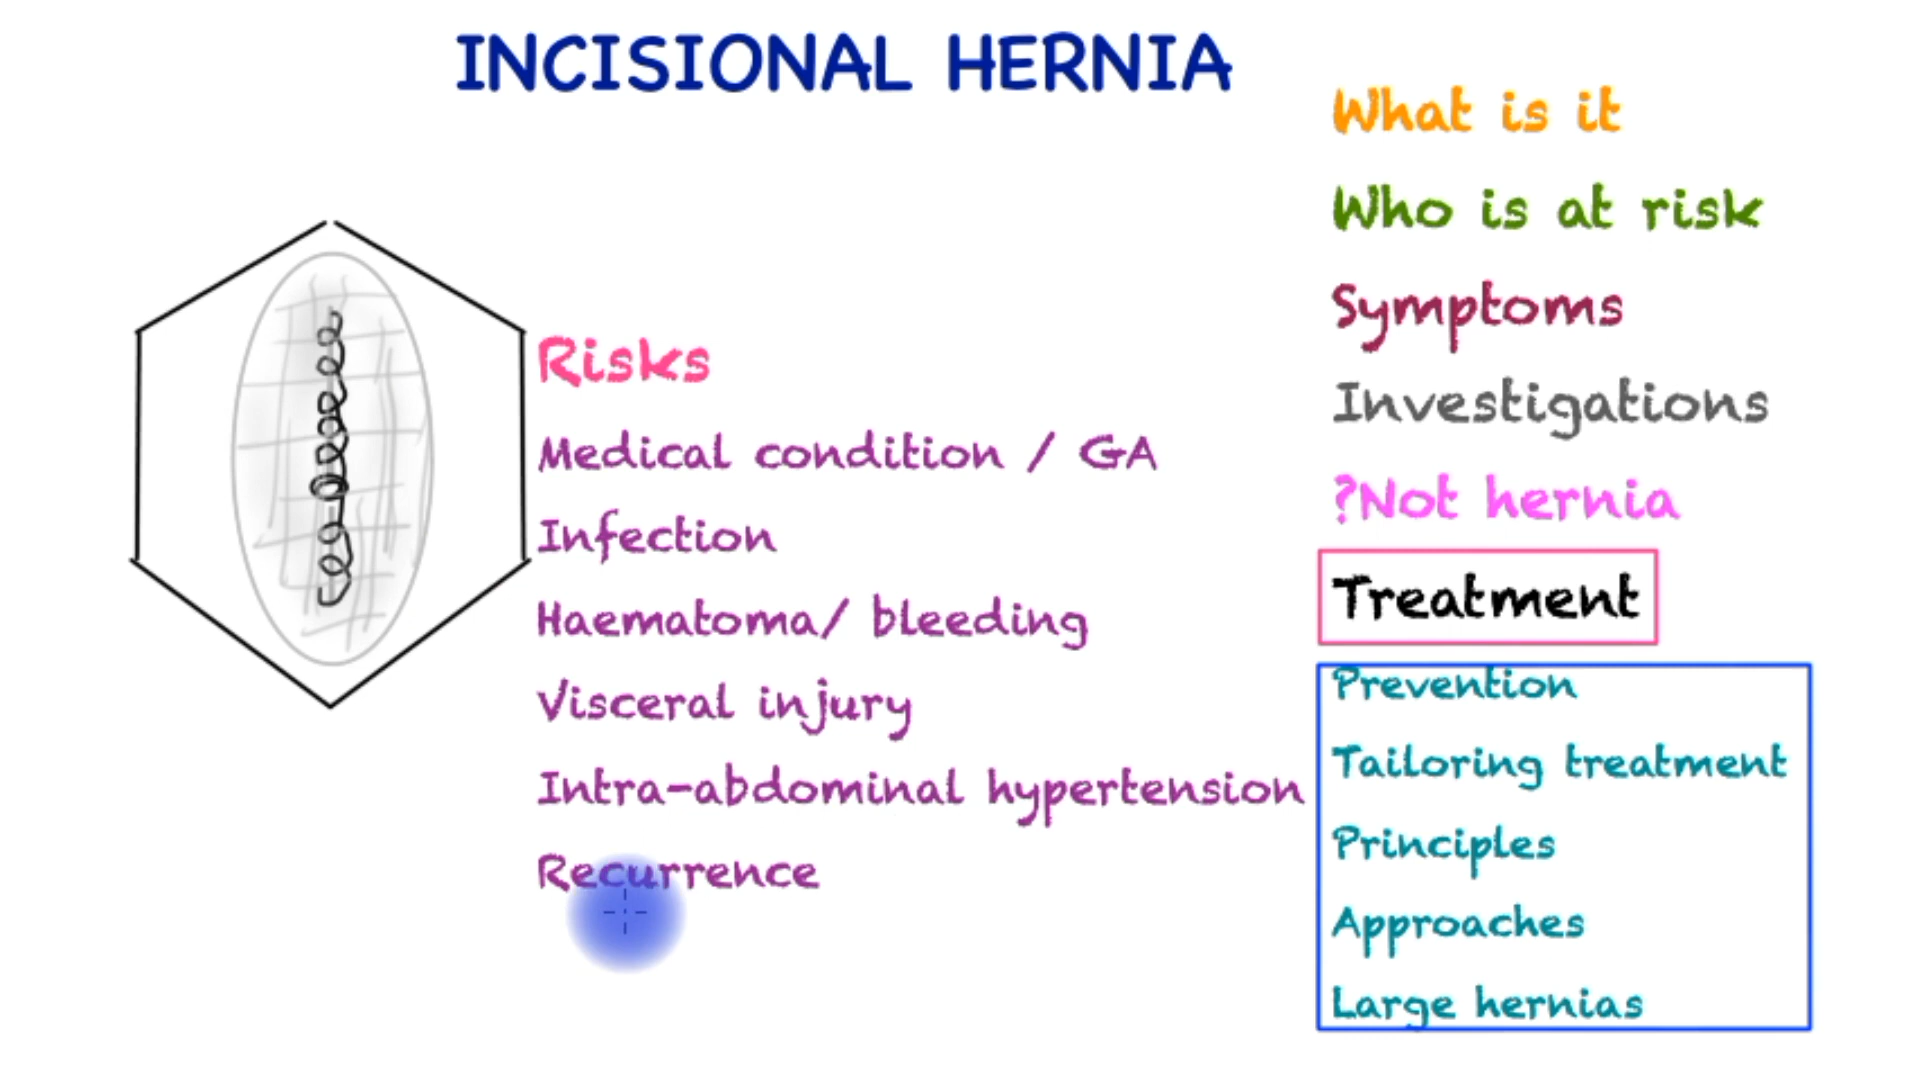 INCISIONAL HERNIA
Risks
Medical condition / GA
Infection
Haematoma/ bleeding
Visceral injury
Intra-abdominal hypertension
Recurrence
What is it
Who is at risk
Symptoms
Investigations
?Not hernia
Treatment
Prevention
Tailoring treatment
Principles
Approaches
Large hernias